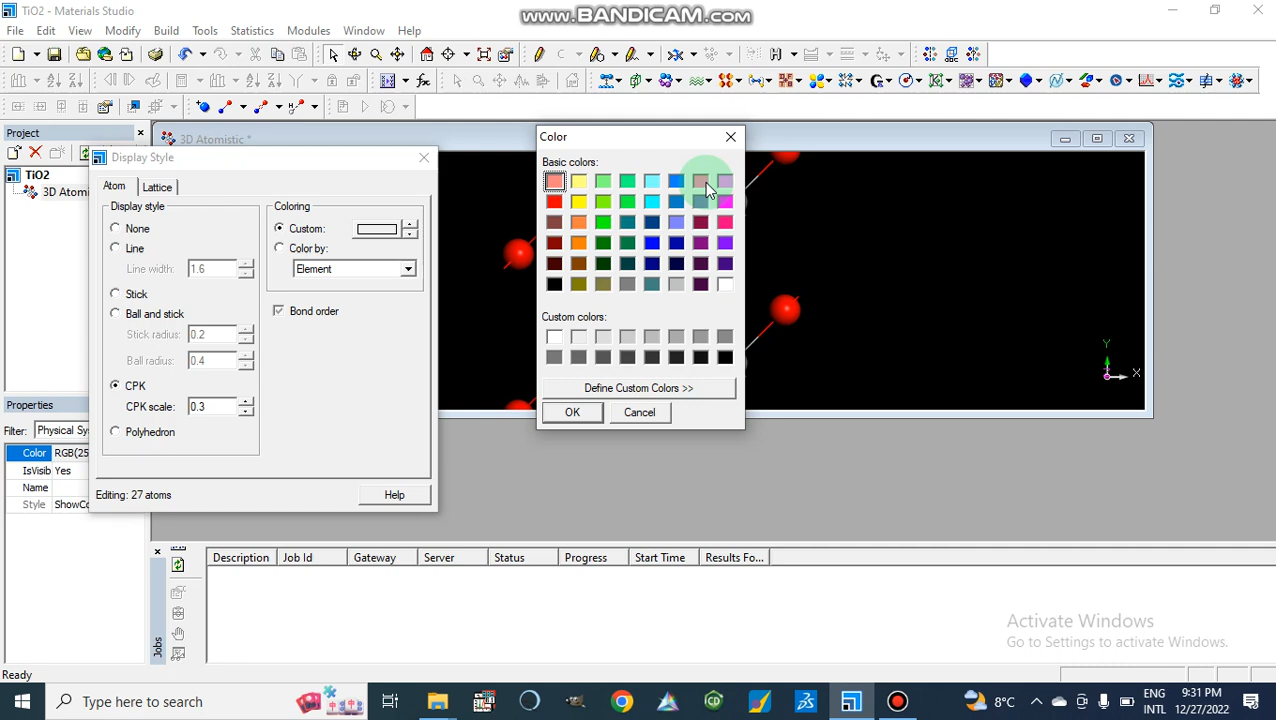 TiO2 - Materials Studio
www.BANDICAM.com
File Edit View Modify Build Tools Statistics Modules Window Help
Project
TiO2
3D Atomi
3D Atomistic *
Display Style
Atom Lattice
Display style
None
Line
Line width: 1.6
Stick
Ball and stick
Stick radius: 0.2
Ball radius: 0.4
CPK
CPK scale: 0.3
Polyhedron
Coloring
Custom:
Color by:
Element
Bond order
Editing: 27 atoms
Help
Color
Basic colors:
Custom colors:
Define Custom Colors >>
OK Cancel
Y
X
Properties
Filter: Physical Sy
Color RGB(25
IsVisib Yes
Name
Style ShowCo
Jobs
Description Job Id Gateway Server Status Progress Start Time Results Fo...
Activate Windows
Go to Settings to activate Windows.
Ready
Type here to search
8°C
ENG
INTL
9:31 PM
12/27/2022